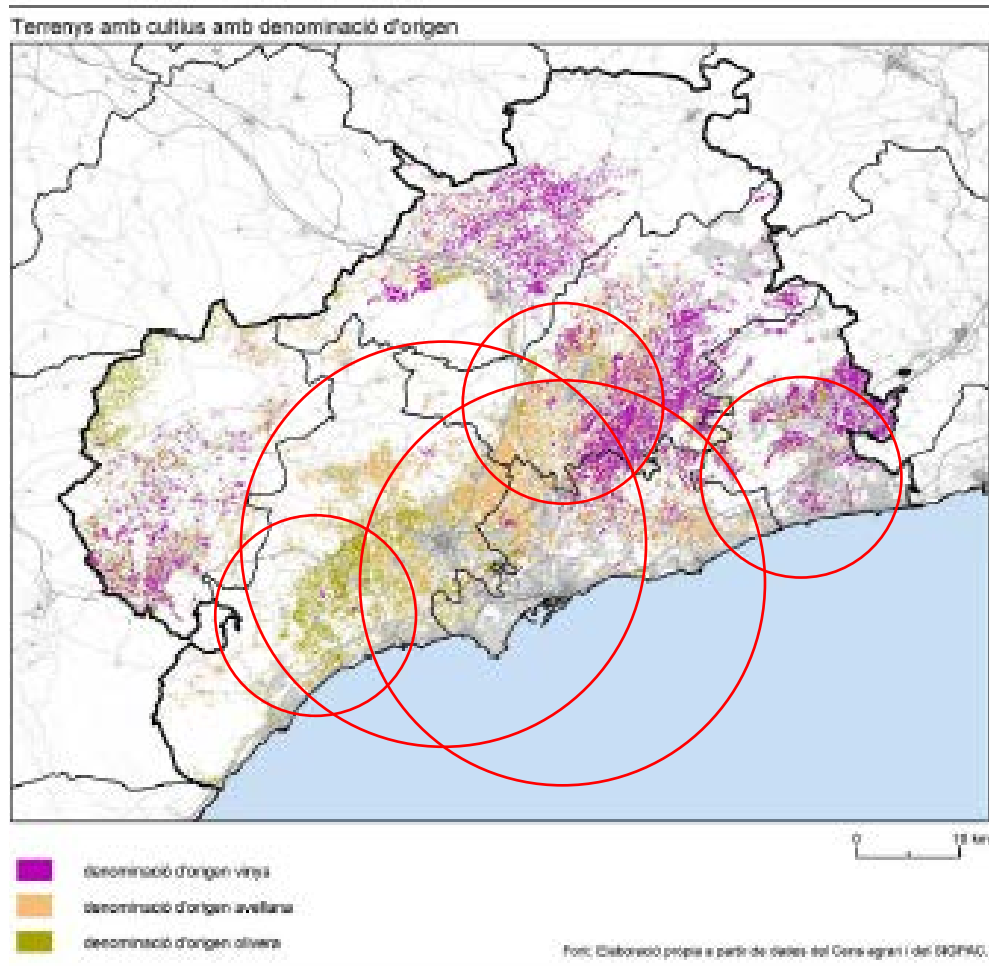 Terrenys amb cultius amb denominació d'origen
0 10 km
denominació d'origen vinya
denominació d'origen avellana
denominació d'origen olivera
Font: Elaboració pròpia a partir de dades del Cens agrari i del SIGPAC.